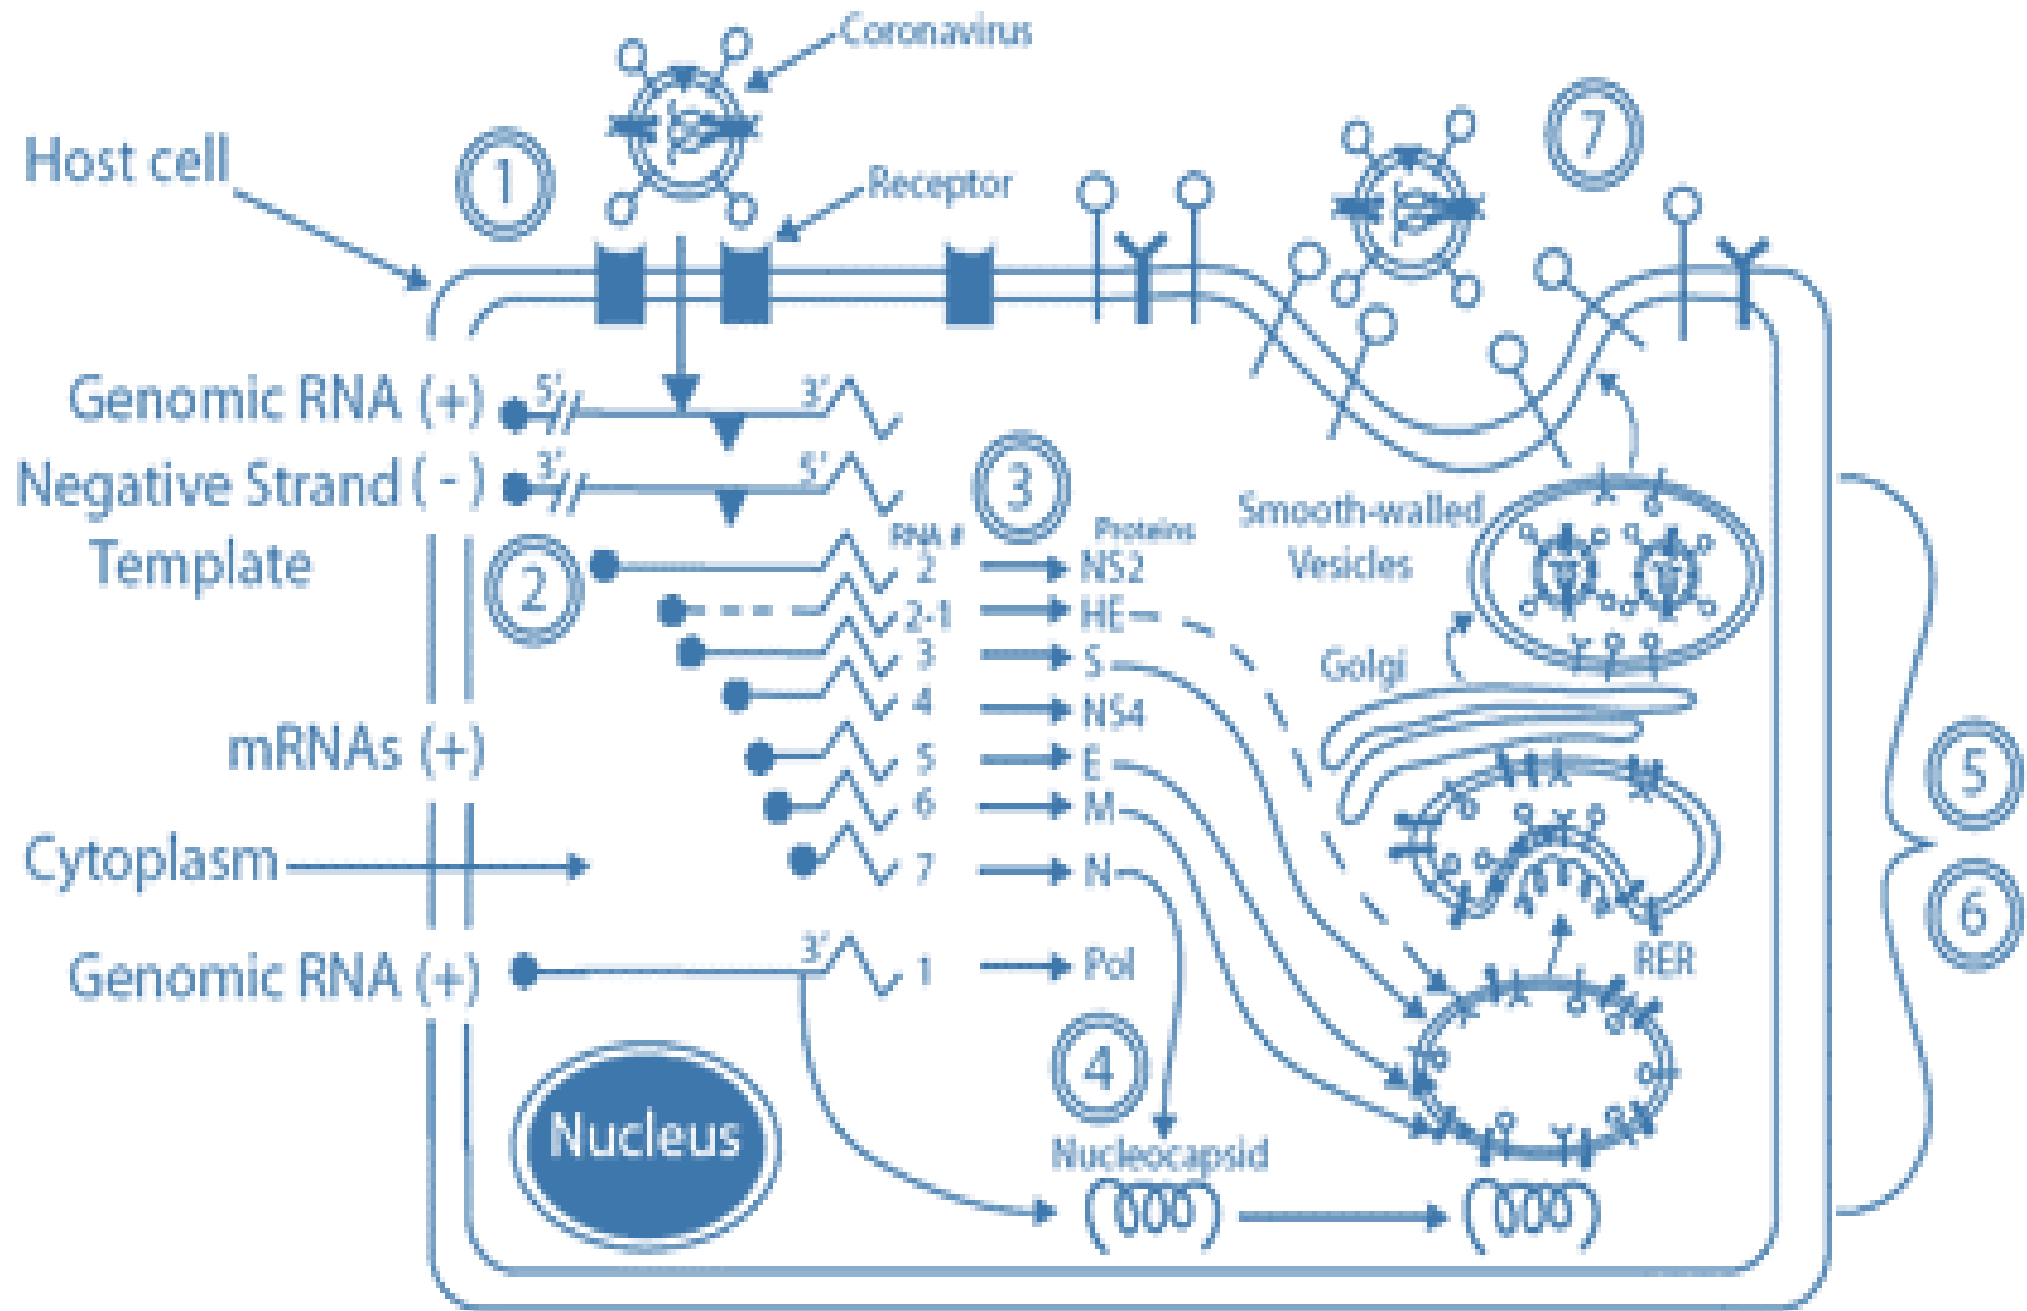 Coronavirus
Host cell
1
Receptor
7
Genomic RNA (+)
5'
3'
Negative Strand (-)
Template
3'
5'
2
3
RNA #
Proteins
2
NS2
2-1
HE
3
S
4
NS4
5
E
6
M
7
N
1
Pol
mRNAs (+)
Cytoplasm
Genomic RNA (+)
3'
Nucleus
4
Nucleocapsid
Smooth-walled
Vesicles
Golgi
RER
5
6